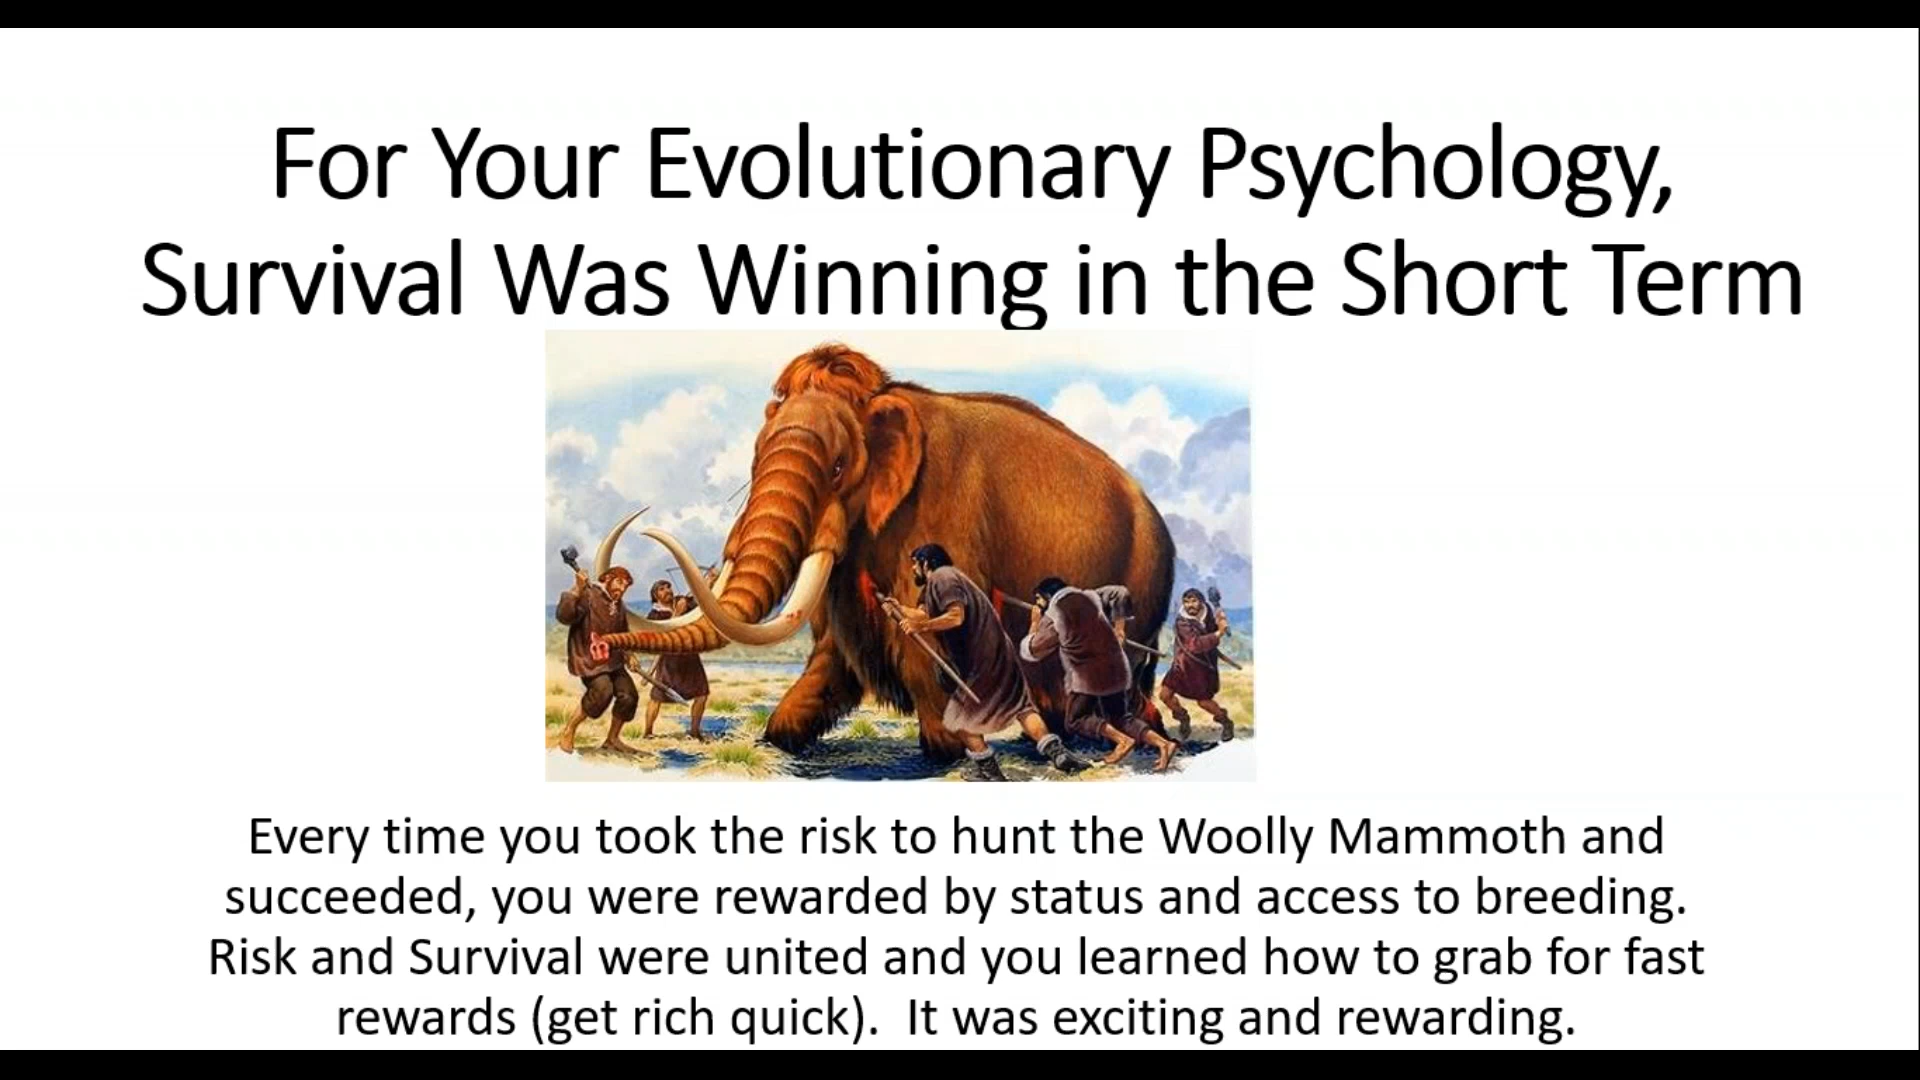 For Your Evolutionary Psychology,
Survival Was Winning in the Short Term
Every time you took the risk to hunt the Woolly Mammoth and
succeeded, you were rewarded by status and access to breeding.
Risk and Survival were united and you learned how to grab for fast
rewards (get rich quick).  It was exciting and rewarding.